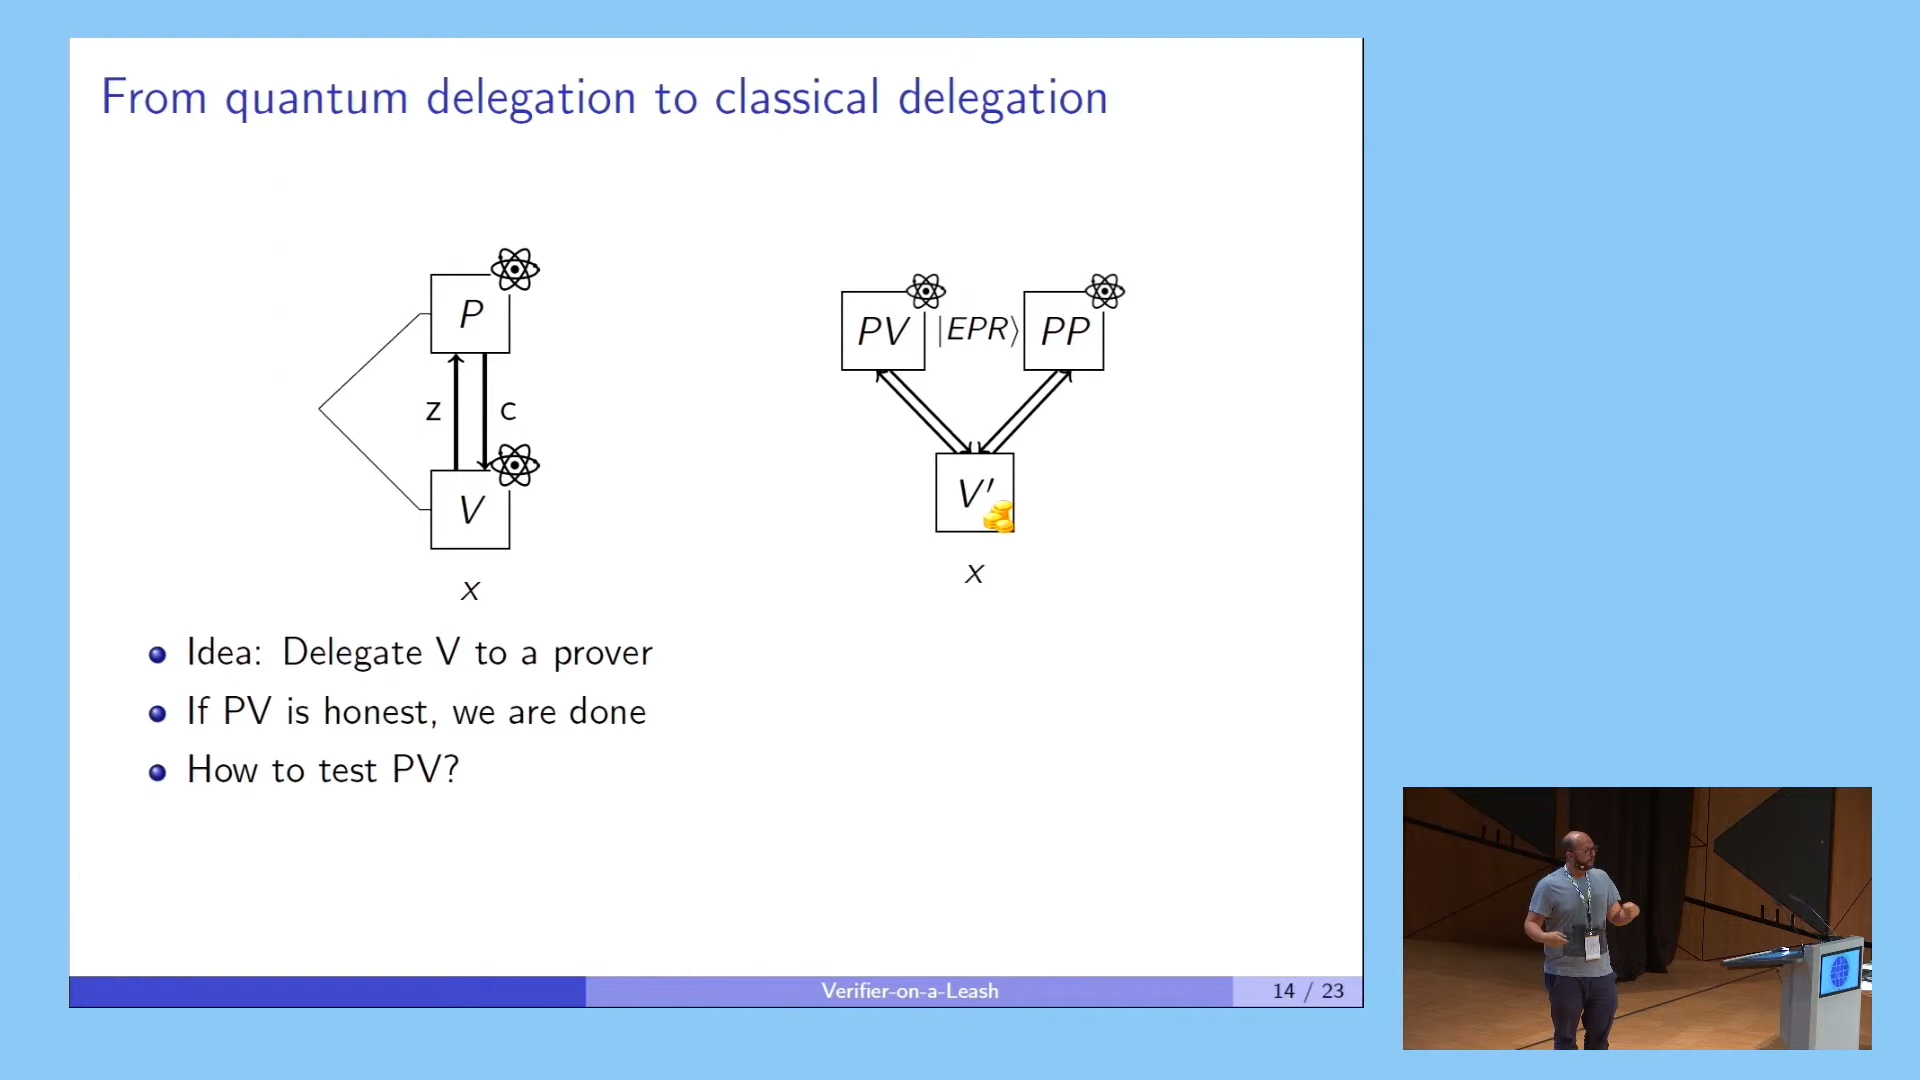 From quantum delegation to classical delegation
P
z
c
V
x
PV
|EPR⟩
PP
V′
x
Idea: Delegate V to a prover
If PV is honest, we are done
How to test PV?
Verifier-on-a-Leash
14 / 23